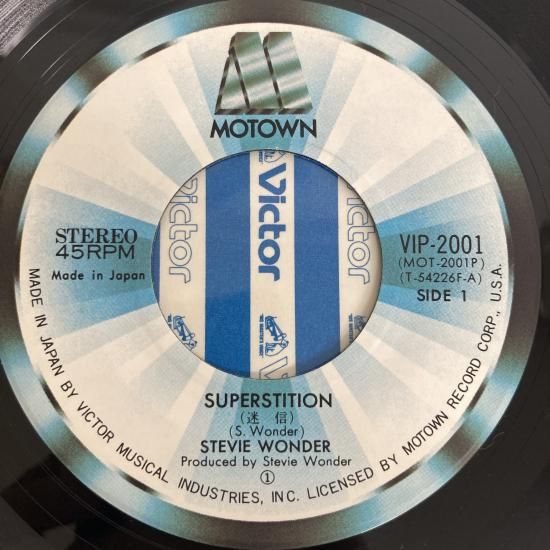 MOTOWN
STEREO
45RPM
Made in Japan
VIP-2001
(MOT-2001P)
(T-54226F-A)
SIDE 1
Victor
Victor
Victor
SUPERSTITION
(迷 信)
(S. Wonder)
STEVIE WONDER
Produced by Stevie Wonder
①
MADE IN JAPAN BY VICTOR MUSICAL INDUSTRIES, INC. LICENSED BY MOTOWN RECORD CORP., U.S.A.